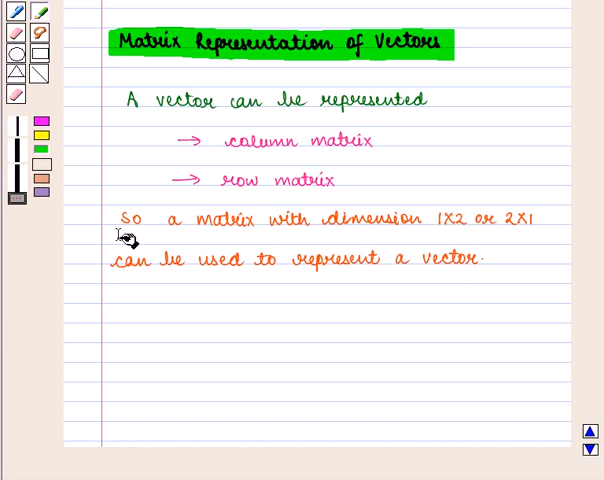 Matrix Representation of Vectors
A vector can be represented
→ column matrix
→ row matrix
So a matrix with dimension 1X2 or 2X1
can be used to represent a vector.